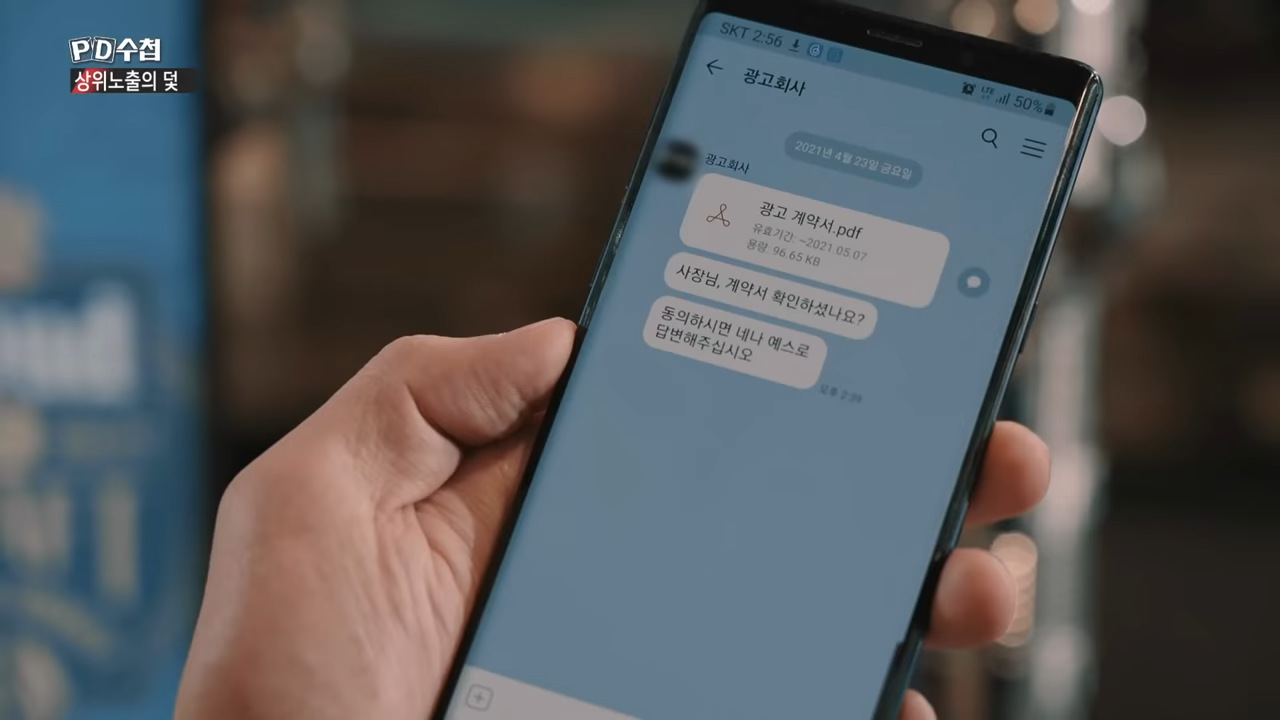 PD수첩
상위노출의 덫
SKT 2:56
LTE
50%
광고회사
2021년 4월 23일 금요일
광고회사
광고 계약서.pdf
유효기간: ~2021.05.07
용량: 96.65 KB
사장님, 계약서 확인하셨나요?
동의하시면 네나 예스로
답변해주십시오